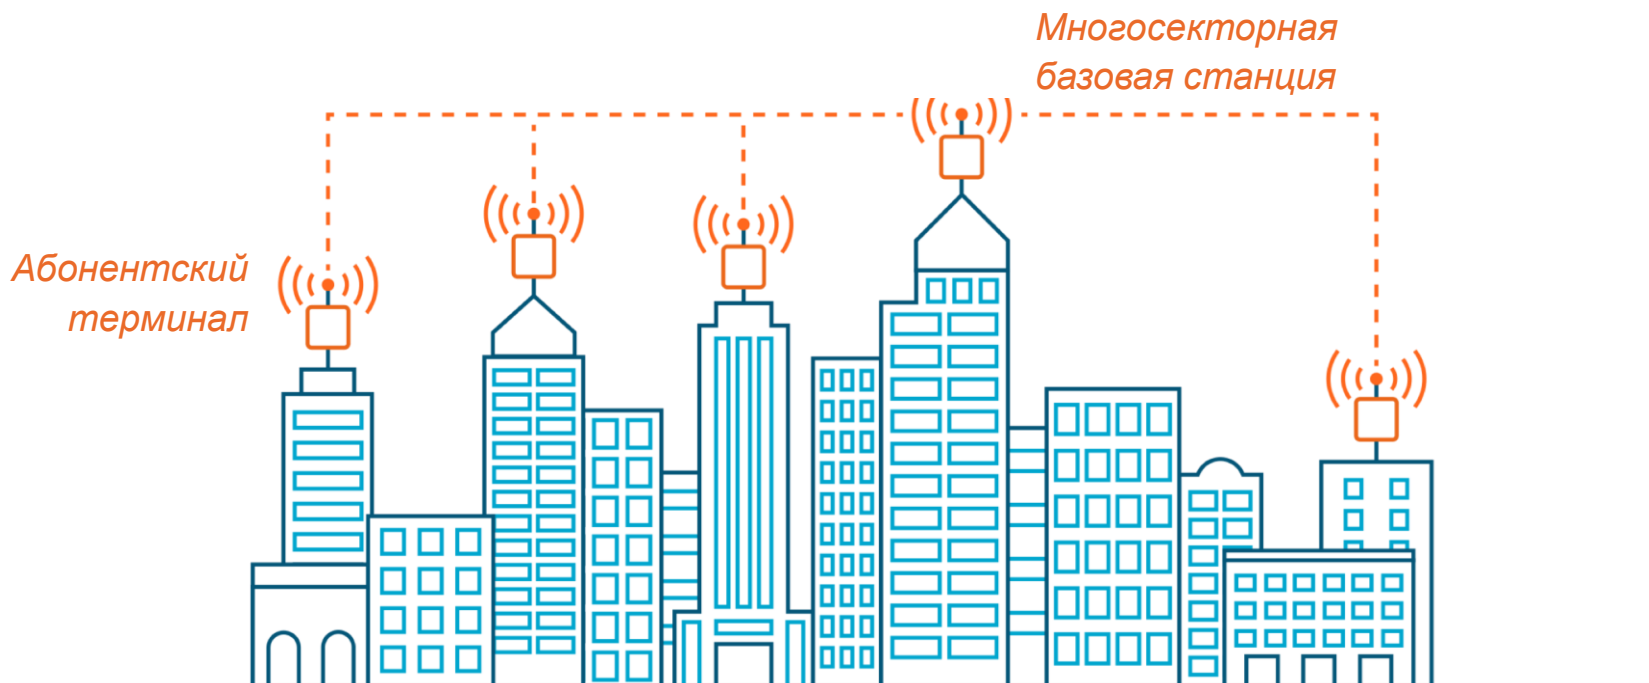 Многосекторная
базовая станция
Абонентский
терминал